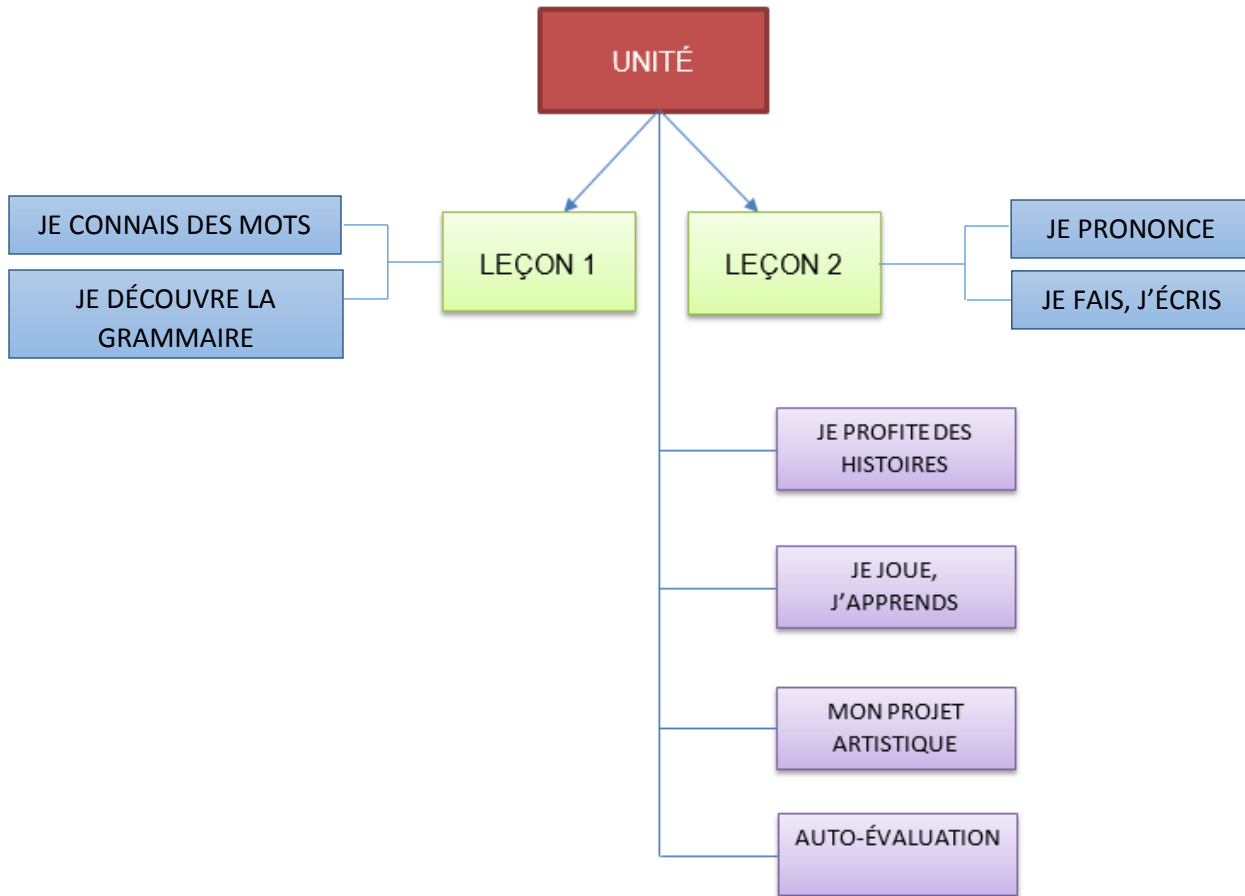 UNITÉ
JE CONNAIS DES MOTS
JE DÉCOUVRE LA
GRAMMAIRE
LEÇON 1
LEÇON 2
JE PRONONCE
JE FAIS, J’ÉCRIS
JE PROFITE DES
HISTOIRES
JE JOUE,
J’APPRENDS
MON PROJET
ARTISTIQUE
AUTO-ÉVALUATION